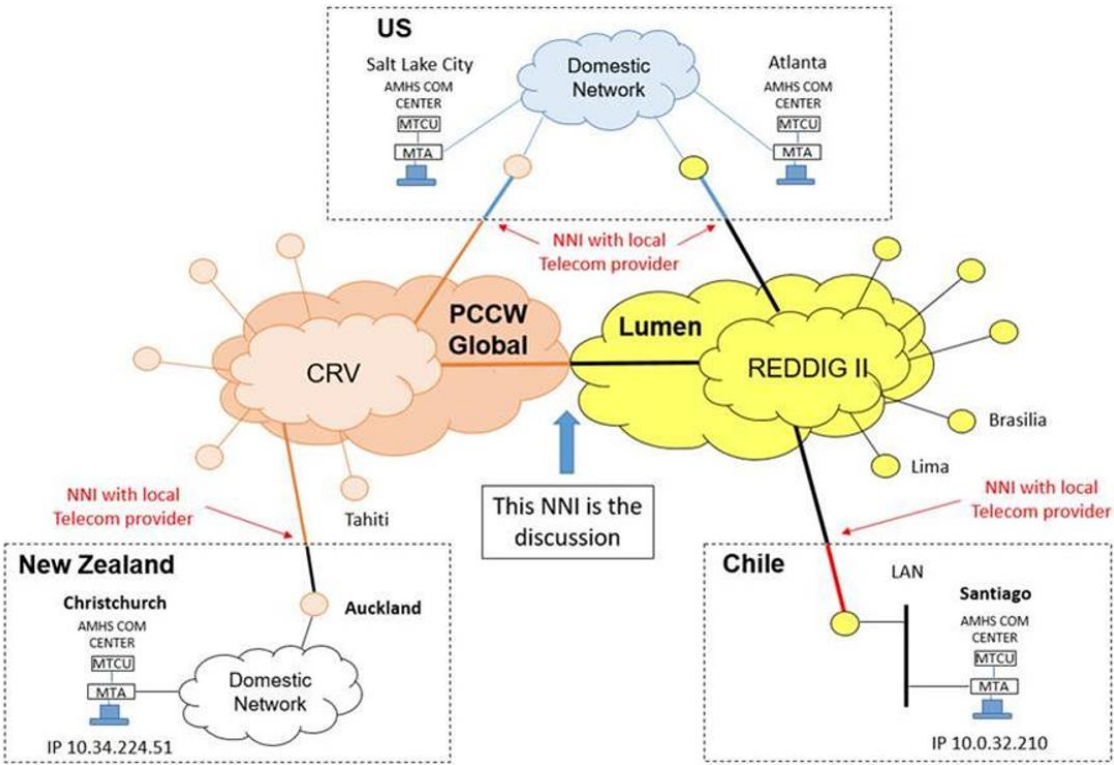 US
Salt Lake City
AMHS COM
CENTER
MTCU
MTA
Domestic
Network
Atlanta
AMHS COM
CENTER
MTCU
MTA
NNI with local
Telecom provider
PCCW
Global
CRV
Lumen
REDDIG II
Brasilia
Lima
Tahiti
NNI with local
Telecom provider
This NNI is the
discussion
NNI with local
Telecom provider
New Zealand
Christchurch
AMHS COM
CENTER
MTCU
MTA
IP 10.34.224.51
Auckland
Domestic
Network
Chile
LAN
Santiago
AMHS COM
CENTER
MTCU
MTA
IP 10.0.32.210